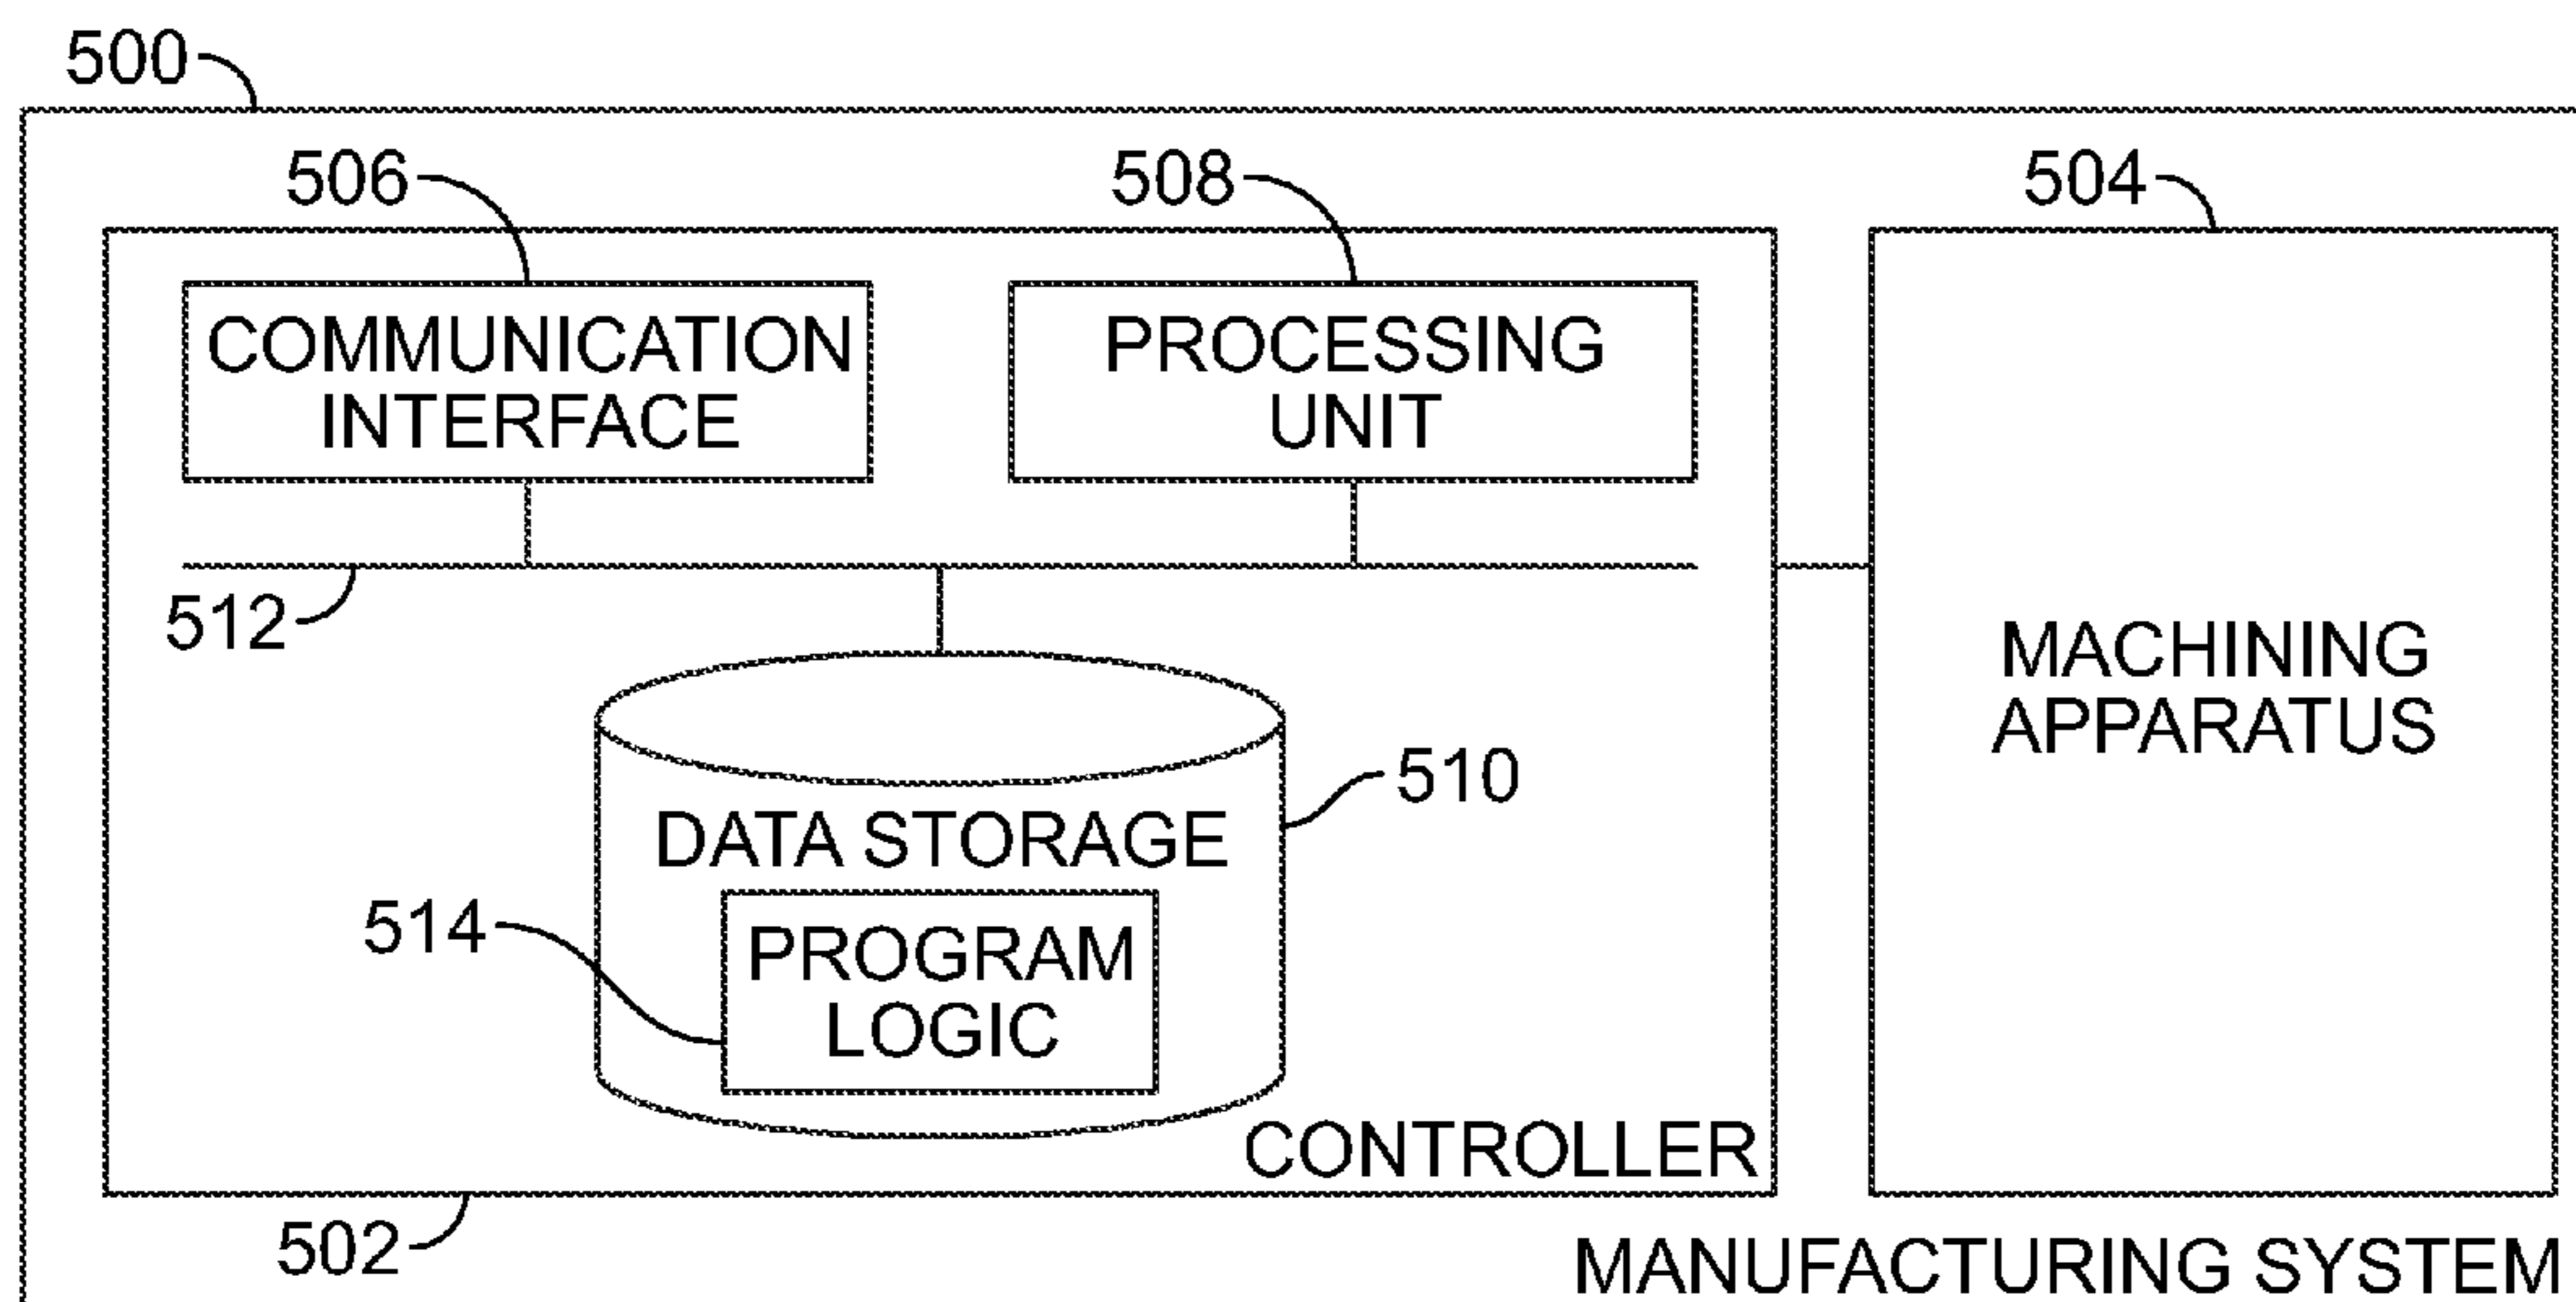 500
506
508
504
COMMUNICATION
INTERFACE
PROCESSING
UNIT
512
MACHINING
APPARATUS
510
DATA STORAGE
514
PROGRAM
LOGIC
CONTROLLER
502
MANUFACTURING SYSTEM